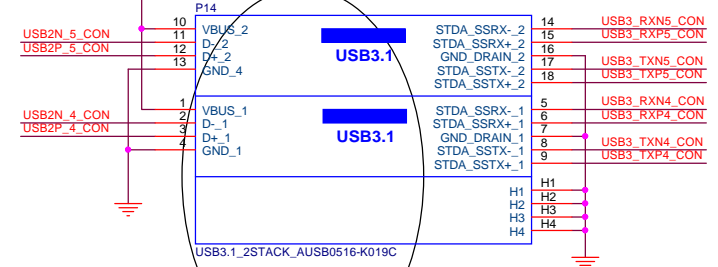 P14
10 VBUS_2 STDA_SSRX-_2 14 USB3_RXN5_CON
USB2N_5_CON 11 D-_2 USB3.1 STDA_SSRX+_2 15 USB3_RXP5_CON
USB2P_5_CON 12 D+_2 GND_DRAIN_2 16
13 GND_4 STDA_SSTX-_2 17 USB3_TXN5_CON
STDA_SSTX+_2 18 USB3_TXP5_CON
1 VBUS_1 STDA_SSRX-_1 5 USB3_RXN4_CON
USB2N_4_CON 2 D-_1 STDA_SSRX+_1 6 USB3_RXP4_CON
USB2P_4_CON 3 D+_1 USB3.1 GND_DRAIN_1 7
4 GND_1 STDA_SSTX-_1 8 USB3_TXN4_CON
STDA_SSTX+_1 9 USB3_TXP4_CON
H1 H1
H2 H2
H3 H3
H4 H4
USB3.1_2STACK_AUSB0516-K019C